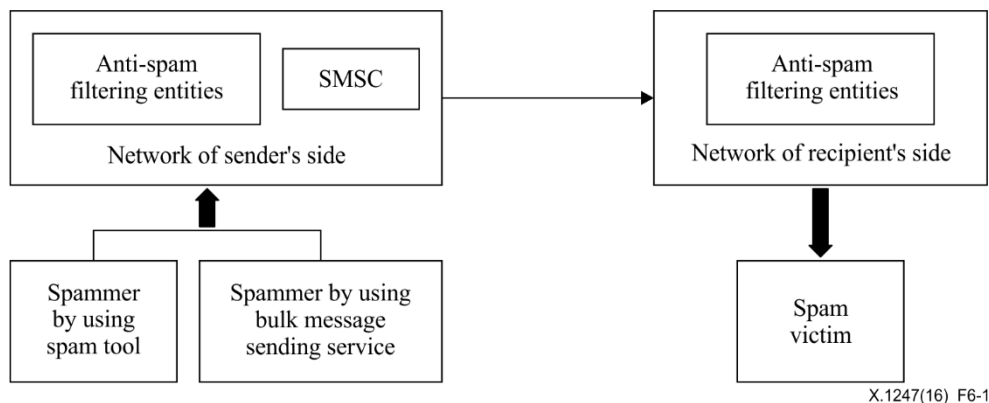 Anti-spam
filtering entities
SMSC
Network of sender's side
Anti-spam
filtering entities
Network of recipient's side
Spammer
by using
spam tool
Spammer by using
bulk message
sending service
Spam
victim
X.1247(16)_F6-1